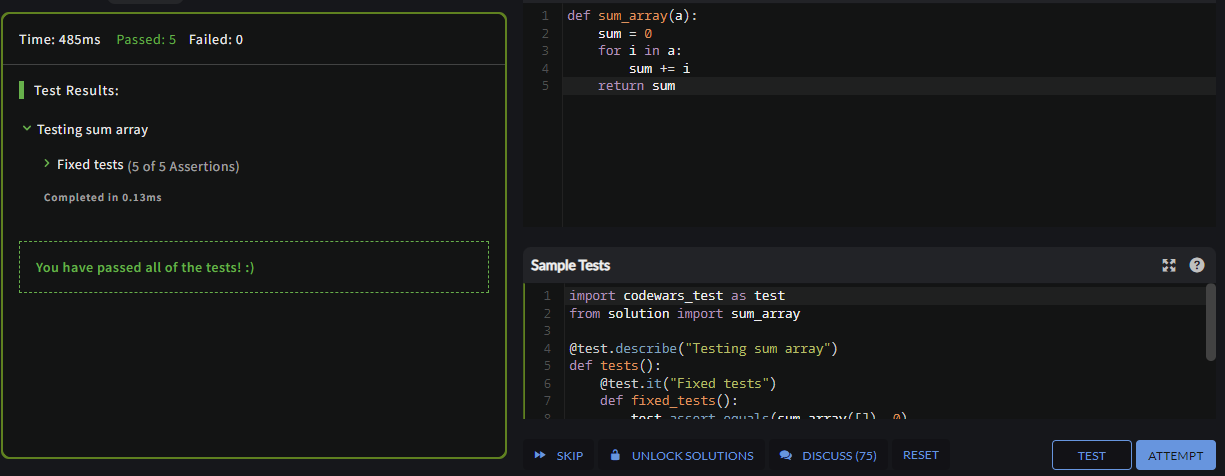 Time: 485ms Passed: 5 Failed: 0
Test Results:
Testing sum array
Fixed tests (5 of 5 Assertions)
Completed in 0.13ms
You have passed all of the tests! :)
1 def sum_array(a):
2     sum = 0
3     for i in a:
4         sum += i
5     return sum
Sample Tests
?
1 import codewars_test as test
2 from solution import sum_array
3
4 @test.describe("Testing sum array")
5 def tests():
6     @test.it("Fixed tests")
7     def fixed_tests():
8         test.assert_equals(sum_array([]), 0)
SKIP UNLOCK SOLUTIONS DISCUSS (75) RESET TEST ATTEMPT